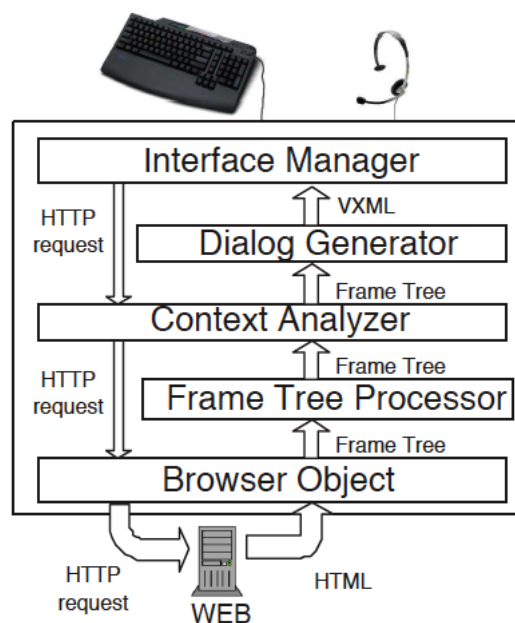 Interface Manager
HTTP
request
VXML
Dialog Generator
Frame Tree
Context Analyzer
HTTP
request
Frame Tree
Frame Tree Processor
Frame Tree
Browser Object
HTTP
request
WEB
HTML